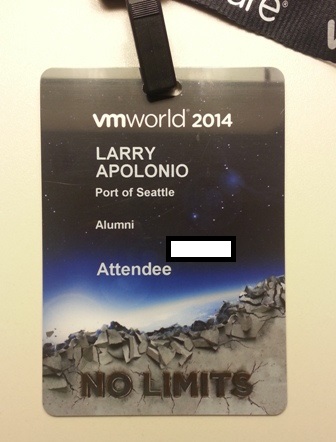 vmworld® 2014
LARRY
APOLONIO
Port of Seattle
Alumni
Attendee
NO LIMITS